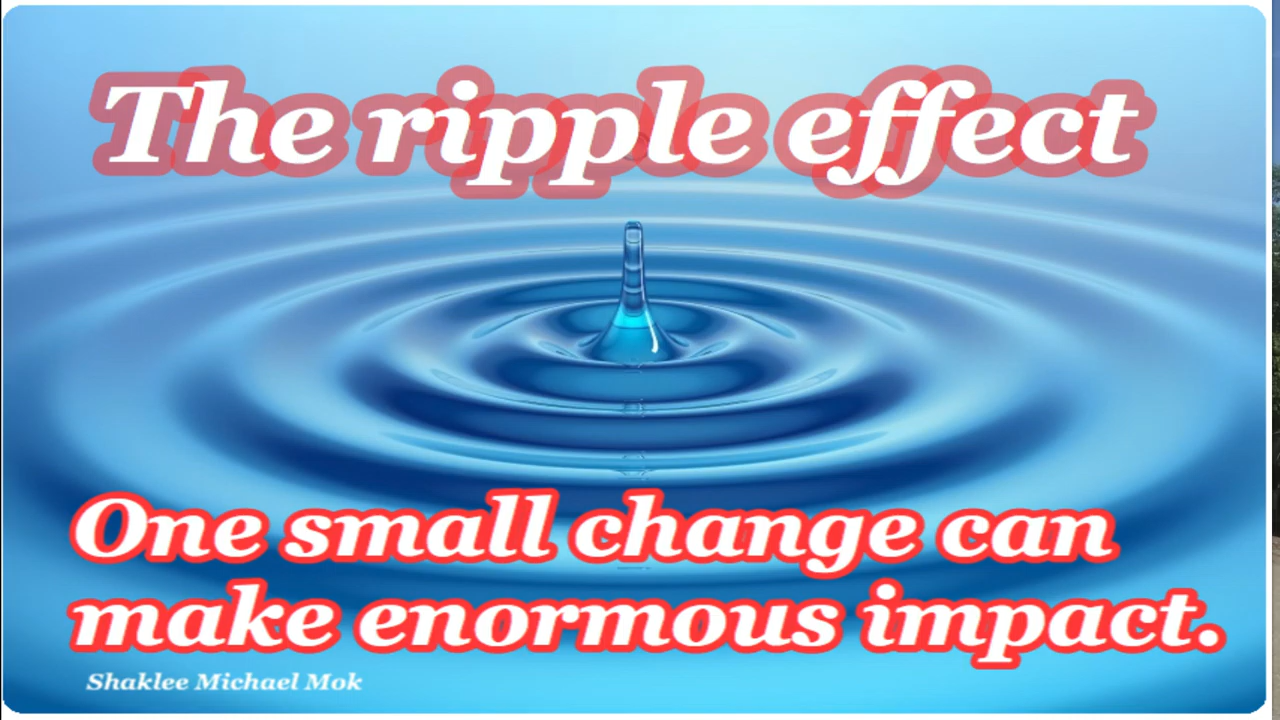 The ripple effect
One small change can
make enormous impact.
Shaklee Michael Mok